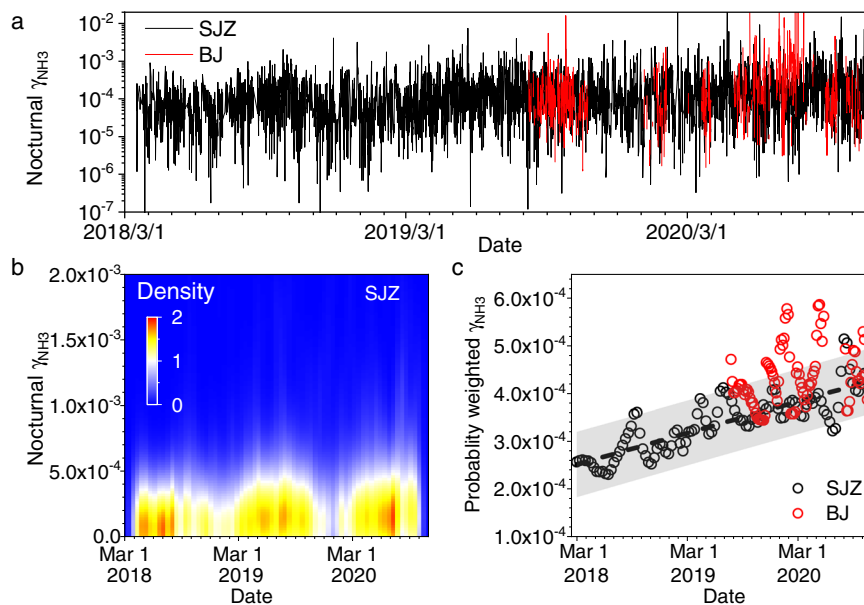 a
SJZ
BJ
Nocturnal γNH3
10⁻²
10⁻³
10⁻⁴
10⁻⁵
10⁻⁶
10⁻⁷
2018/3/1
2019/3/1
2020/3/1
Date
b
Density
SJZ
2
1
0
Nocturnal γNH3
2.0x10⁻³
1.5x10⁻³
1.0x10⁻³
5.0x10⁻⁴
0.0
Mar 1
2018
Mar 1
2019
Mar 1
2020
Date
c
Probablity weighted γNH3
6.0x10⁻⁴
5.0x10⁻⁴
4.0x10⁻⁴
3.0x10⁻⁴
2.0x10⁻⁴
1.0x10⁻⁴
SJZ
BJ
Mar 1
2018
Mar 1
2019
Mar 1
2020
Date